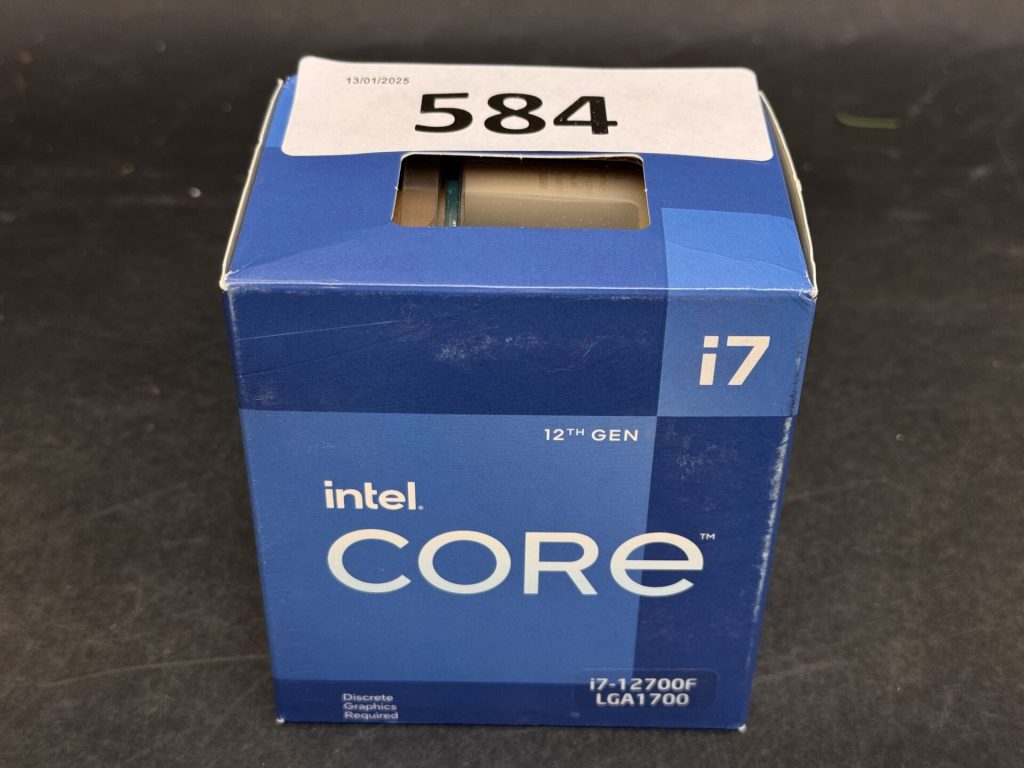 13/01/2025
584
i7
12TH GEN
intel.
CORE™
i7-12700F
LGA1700
Discrete
Graphics
Required